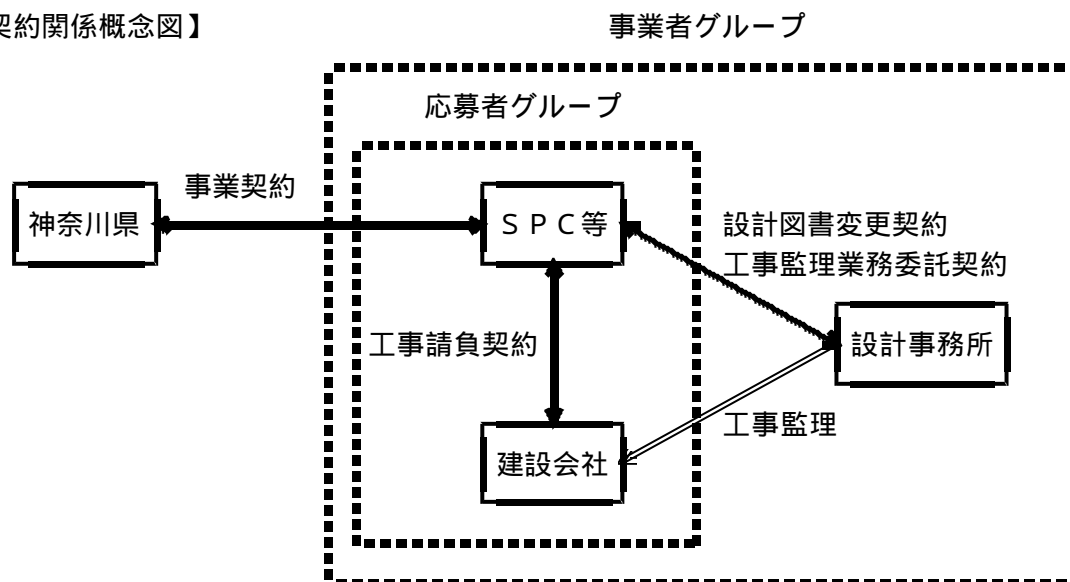 契約関係概念図】
事業者グループ
応募者グループ
事業契約
神奈川県
ＳＰＣ等
設計図書変更契約
工事監理業務委託契約
工事請負契約
設計事務所
工事監理
建設会社